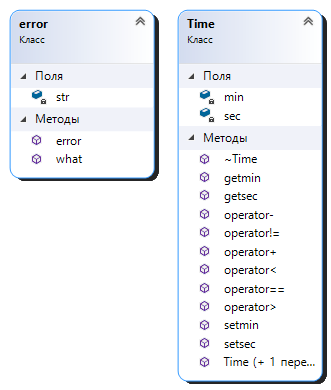 error
Класс
Поля
str
Методы
error
what
Time
Класс
Поля
min
sec
Методы
~Time
getmin
getsec
operator-
operator!=
operator+
operator<
operator==
operator>
setmin
setsec
Time (+ 1 пере...